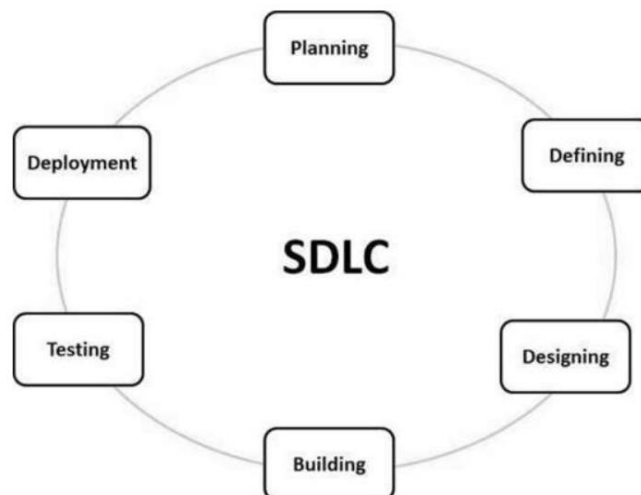 Planning
Defining
Designing
Building
Testing
Deployment
SDLC